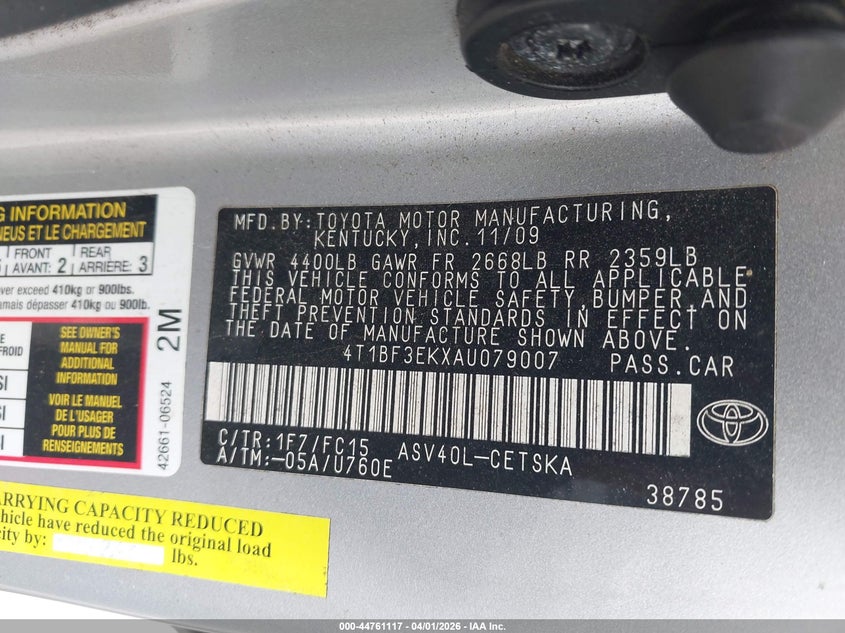 G INFORMATION
NEUS ET LE CHARGEMENT
FRONT
AVANT: 2
REAR
ARRIÈRE: 3
ver exceed 410kg or 900lbs.
amais dépasser 410kg or 900lb.
FROID
SI
SI
SI
SEE OWNER'S
MANUAL FOR
ADDITIONAL
INFORMATION
VOIR LE MANUEL
DE L'USAGER
POUR PLUS DE
RENSEIGNEMENTS
2M
42661-06524
ARRYING CAPACITY REDUCED
ehicle have reduced the original load
city by: lbs.
MFD.BY:TOYOTA MOTOR MANUFACTURING,
KENTUCKY,INC.11/09
GVWR 4400LB GAWR FR 2668LB RR 2359LB
THIS VEHICLE CONFORMS TO ALL APPLICABLE
FEDERAL MOTOR VEHICLE SAFETY,BUMPER,AND
THEFT PREVENTION STANDARDS IN EFFECT ON
THE DATE OF MANUFACTURE SHOWN ABOVE.
4T1BF3EKXAU079007 PASS.CAR
C/TR:1F7/FC15 ASV40L-CETSKA
A/TM:-05A/U760E
38785
000-44761117 - 04/01/2026 - IAA Inc.